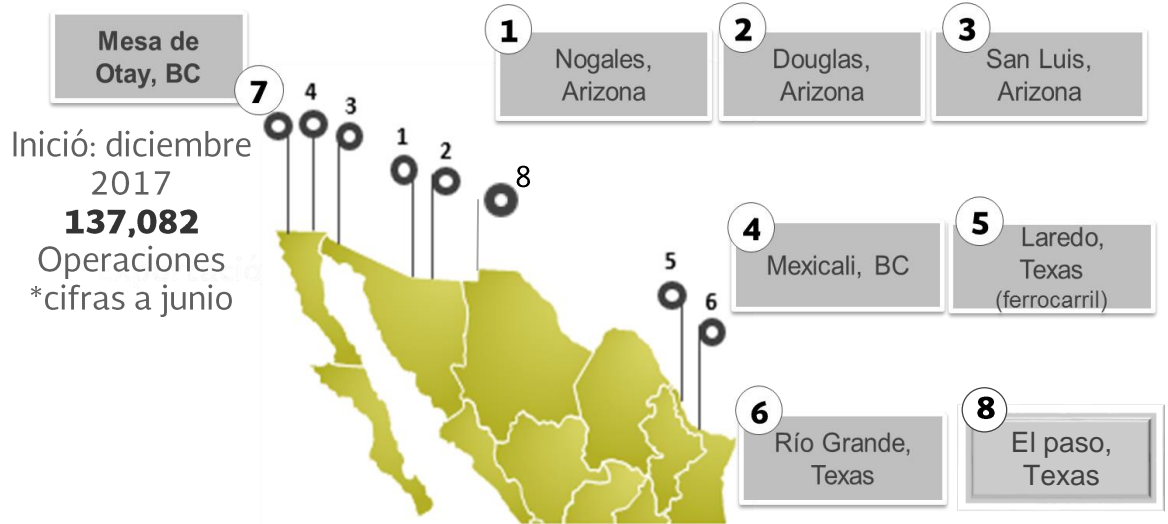 Mesa de
Otay, BC
7
Inició: diciembre
2017
137,082
Operaciones
*cifras a junio
4
3
1
2
8
5
6
1
Nogales,
Arizona
2
Douglas,
Arizona
3
San Luis,
Arizona
4
Mexicali, BC
5
Laredo,
Texas
(ferrocarril)
6
Río Grande,
Texas
8
El paso,
Texas